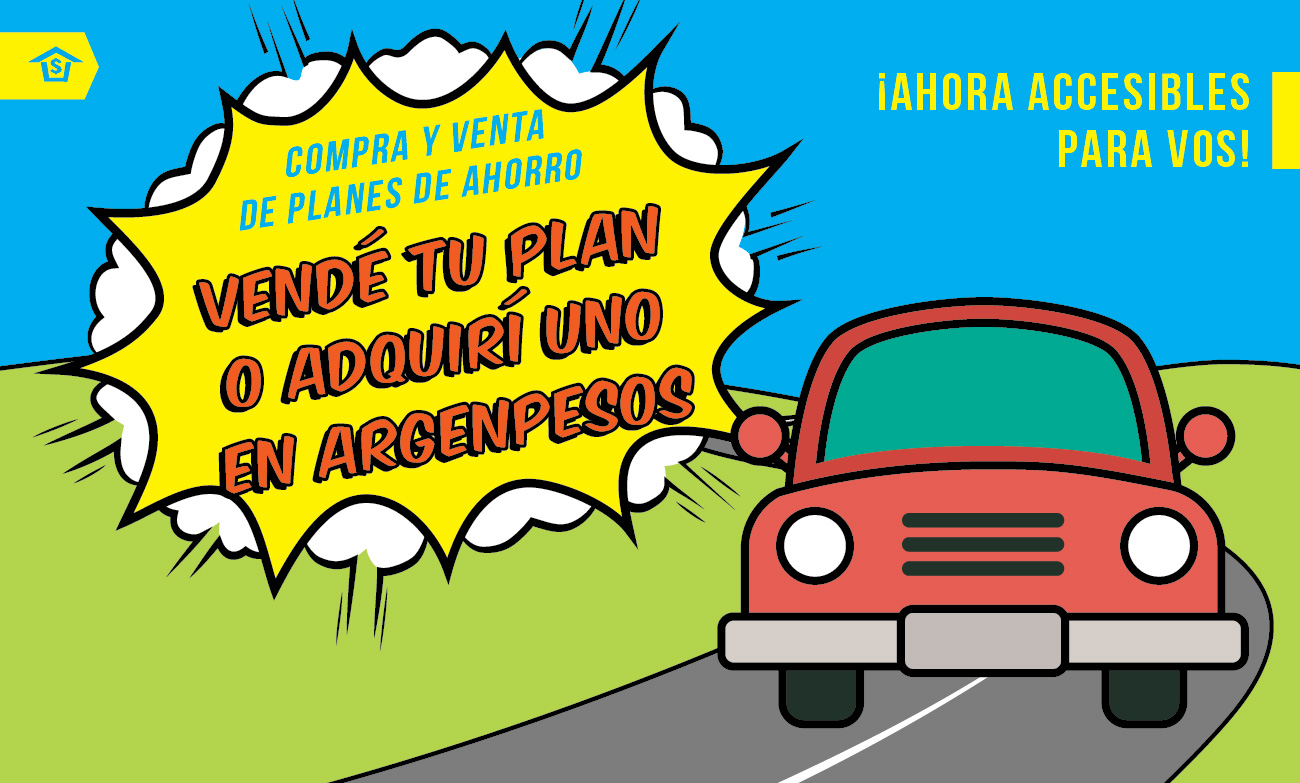 $
COMPRA Y VENTA
DE PLANES DE AHORRO
VENDÉ TU PLAN
O ADQUIRÍ UNO
EN ARGENPESOS
¡AHORA ACCESIBLES
PARA VOS!